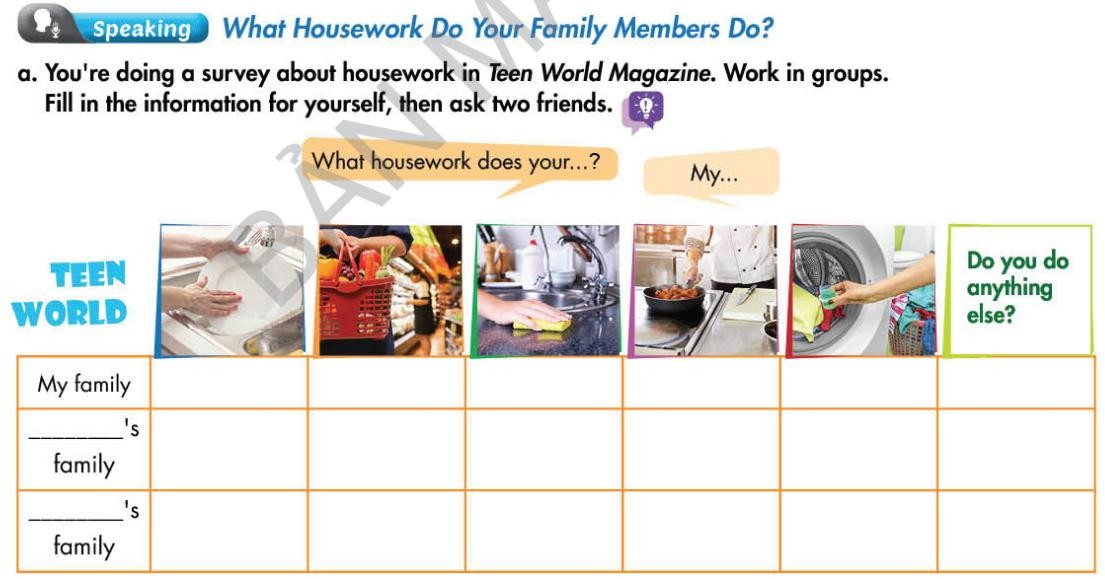 Speaking What Housework Do Your Family Members Do?
a. You're doing a survey about housework in Teen World Magazine. Work in groups.
Fill in the information for yourself, then ask two friends.
What housework does your...?
My...
TEEN
WORLD
Do you do
anything
else?
My family
________'s
family
________'s
family
BẢN MA